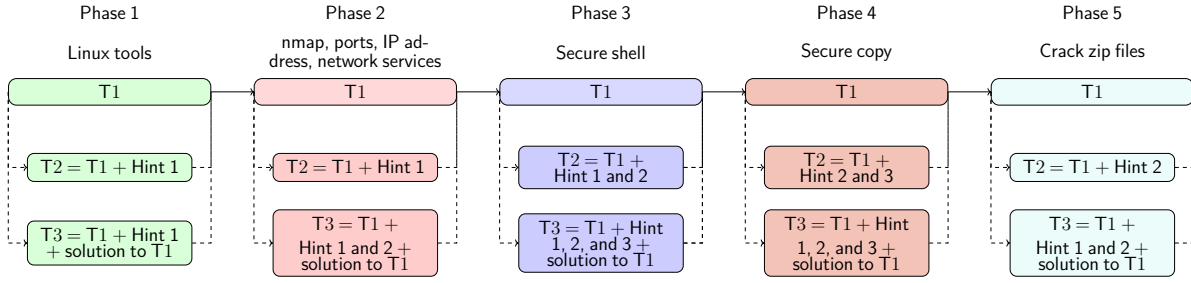 Phase 1
Linux tools
T1
T2 = T1 + Hint 1
T3 = T1 + Hint 1
+ solution to T1
Phase 2
nmap, ports, IP ad-
dress, network services
T1
T2 = T1 + Hint 1
T3 = T1 +
Hint 1 and 2 +
solution to T1
Phase 3
Secure shell
T1
T2 = T1 +
Hint 1 and 2
T3 = T1 + Hint
1, 2, and 3 +
solution to T1
Phase 4
Secure copy
T1
T2 = T1 +
Hint 2 and 3
T3 = T1 + Hint
1, 2, and 3 +
solution to T1
Phase 5
Crack zip files
T1
T2 = T1 + Hint 2
T3 = T1 +
Hint 1 and 2 +
solution to T1